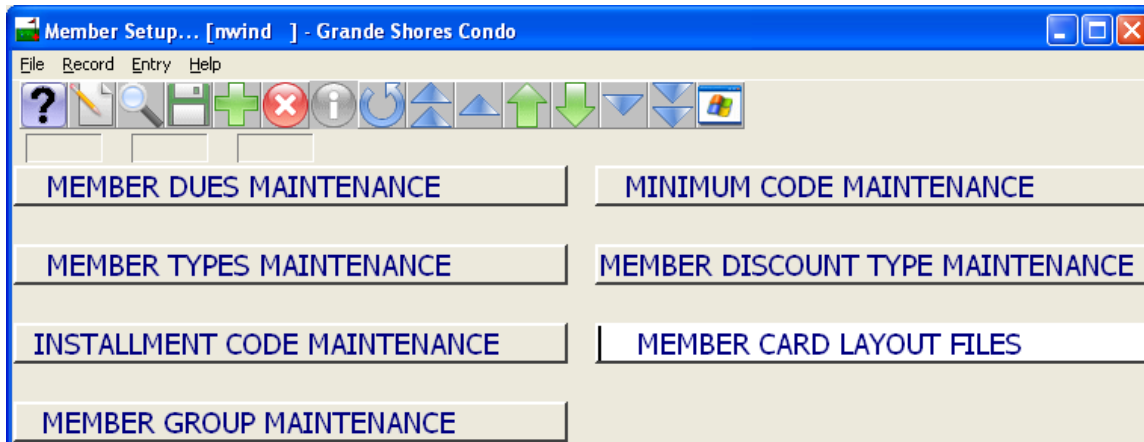 Member Setup... [nwind   ] - Grande Shores Condo
File Record Entry Help
MEMBER DUES MAINTENANCE
MINIMUM CODE MAINTENANCE
MEMBER TYPES MAINTENANCE
MEMBER DISCOUNT TYPE MAINTENANCE
INSTALLMENT CODE MAINTENANCE
MEMBER CARD LAYOUT FILES
MEMBER GROUP MAINTENANCE